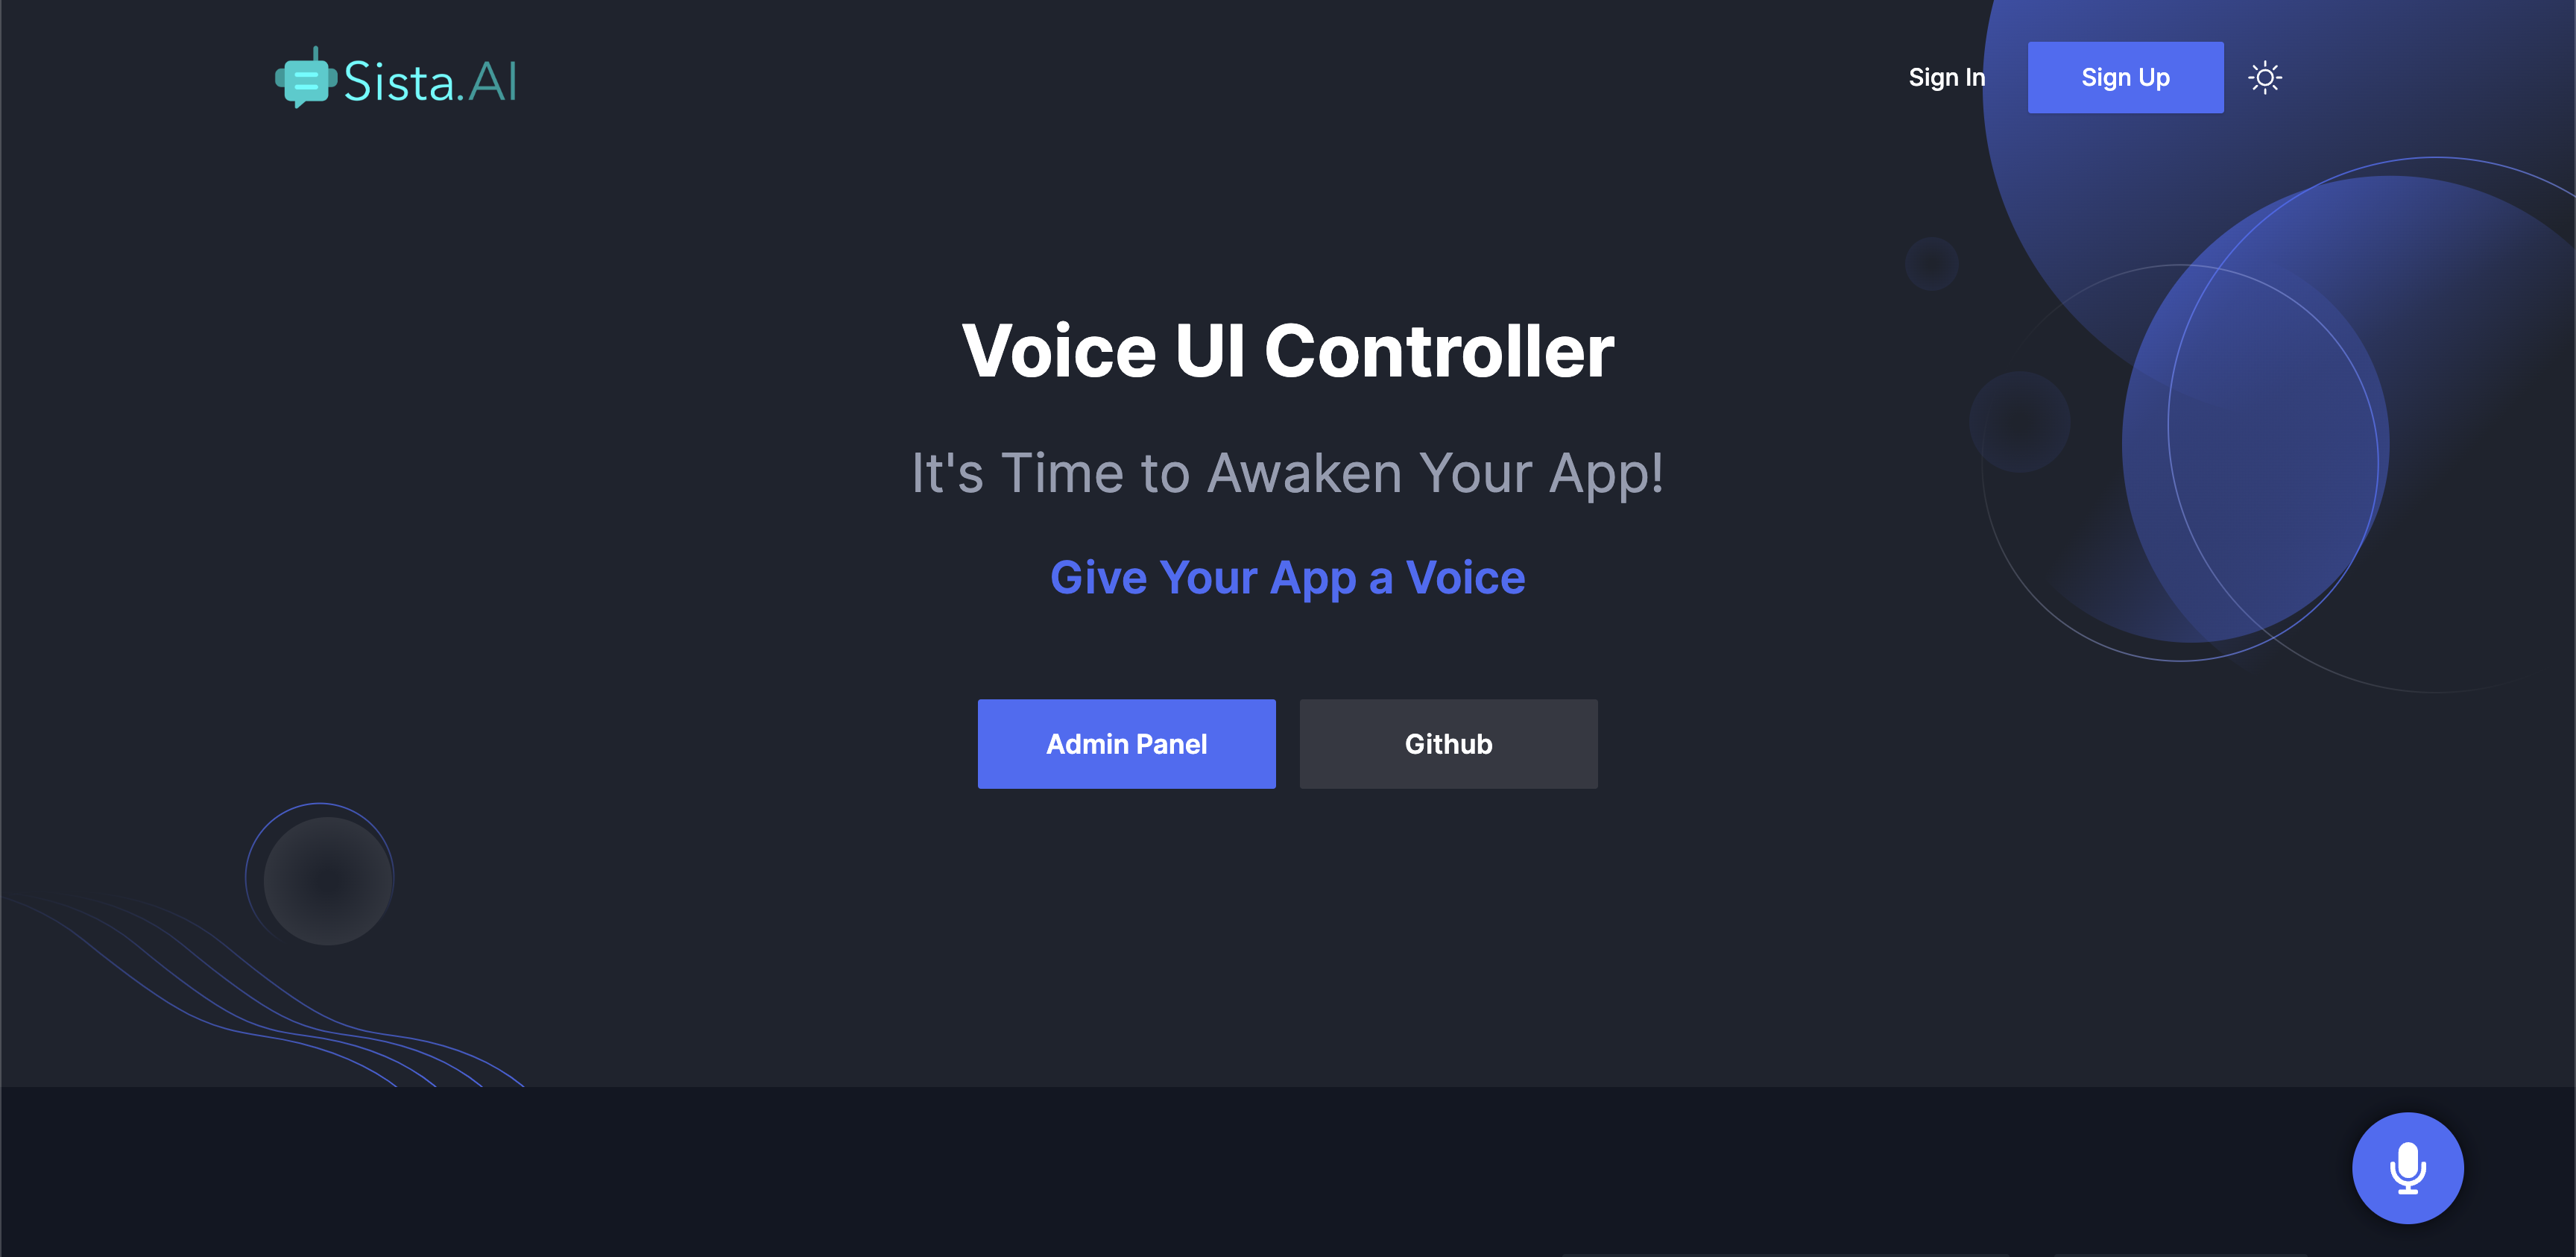 Sista.AI
Sign In
Sign Up
Voice UI Controller
It's Time to Awaken Your App!
Give Your App a Voice
Admin Panel
Github